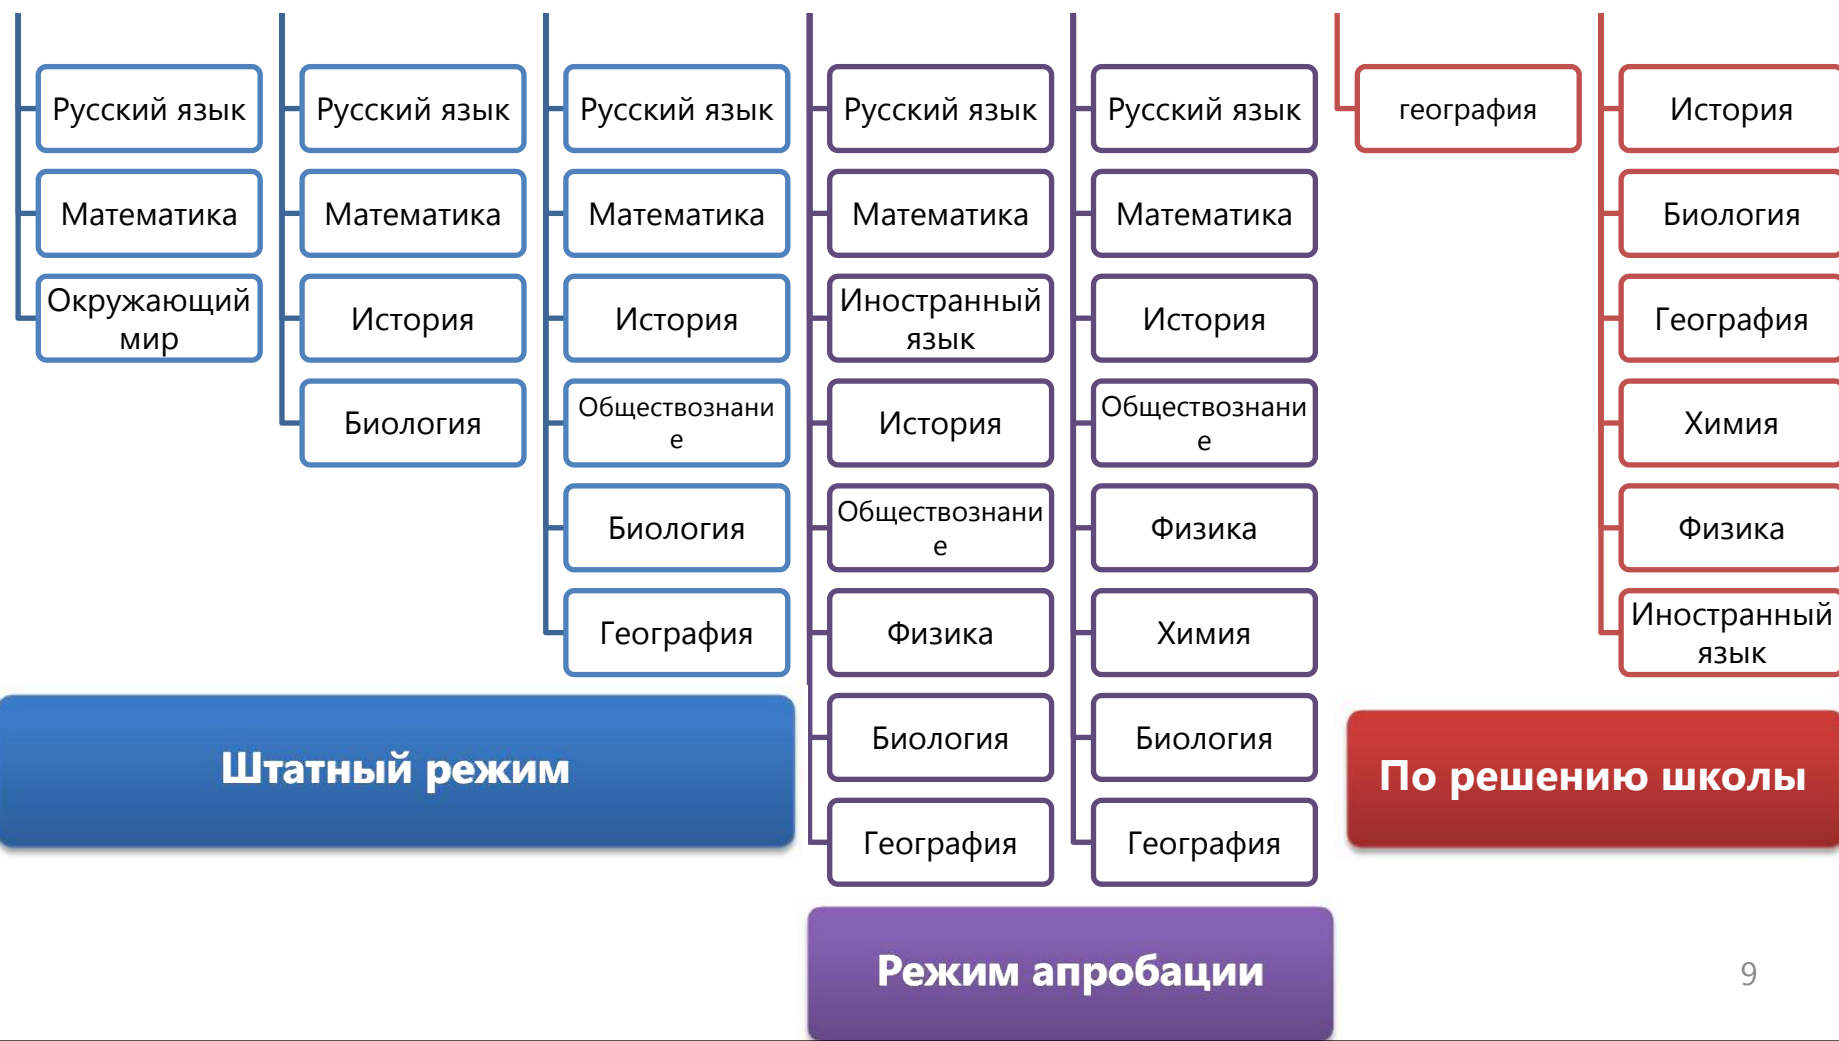 Русский язык
Математика
Окружающий
мир
Русский язык
Математика
История
Биология
Русский язык
Математика
История
Обществознани
е
Биология
География
Штатный режим
Русский язык
Математика
Иностранный
язык
История
Обществознани
е
Физика
Биология
География
Русский язык
Математика
История
Обществознани
е
Физика
Химия
Биология
География
Режим апробации
география
История
Биология
География
Химия
Физика
Иностранный
язык
По решению школы
9